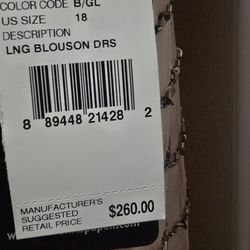 COLOR CODE B/GL
US SIZE 18
DESCRIPTION
LNG BLOUSON DRS
8 89448 21428 2
MANUFACTURER'S
SUGGESTED
RETAIL PRICE $260.00